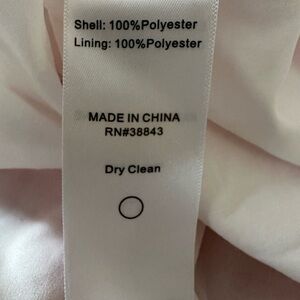 Shell: 100%Polyester
Lining: 100%Polyester
MADE IN CHINA
RN#38843
Dry Clean